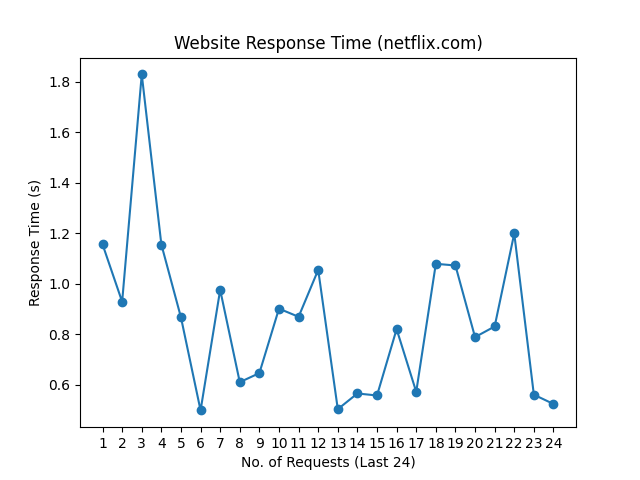 Website Response Time (netflix.com)
Response Time (s)
1.8
1.6
1.4
1.2
1.0
0.8
0.6
1 2 3 4 5 6 7 8 9 10 11 12 13 14 15 16 17 18 19 20 21 22 23 24
No. of Requests (Last 24)